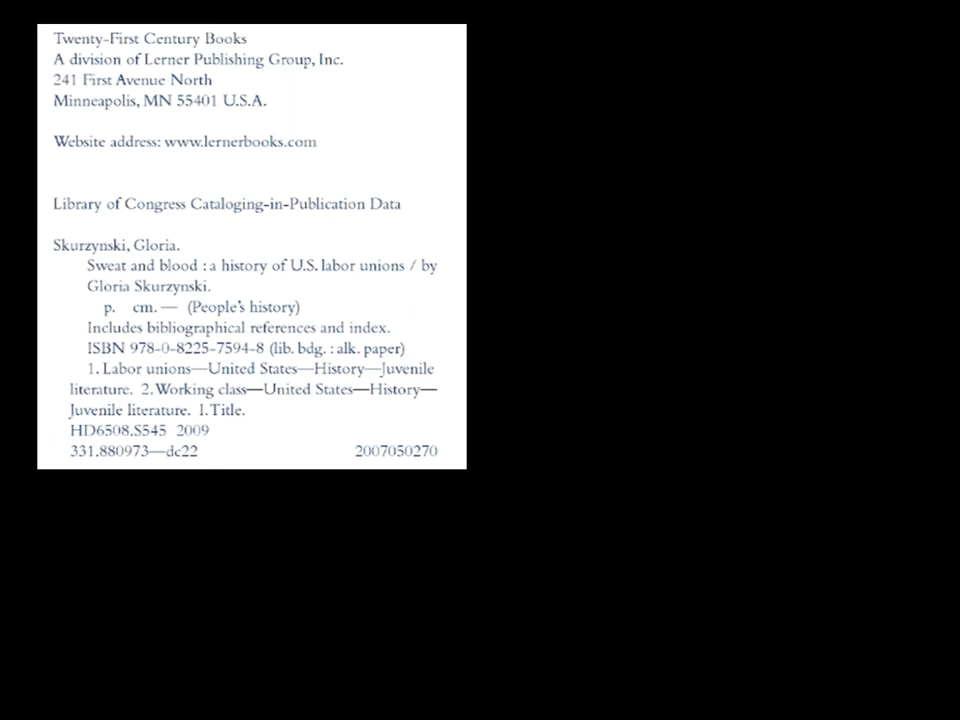 Twenty-First Century Books
A division of Lerner Publishing Group, Inc.
241 First Avenue North
Minneapolis, MN 55401 U.S.A.
Website address: www.lernerbooks.com
Library of Congress Cataloging-in-Publication Data
Skurzynski, Gloria.
Sweat and blood : a history of U.S. labor unions / by
Gloria Skurzynski.
p. cm. — (People's history)
Includes bibliographical references and index.
ISBN 978-0-8225-7594-8 (lib. bdg. : alk. paper)
1. Labor unions—United States—History—Juvenile
literature. 2. Working class—United States—History—
Juvenile literature. I. Title.
HD6508.S545 2009
331.880973—dc22 2007050270